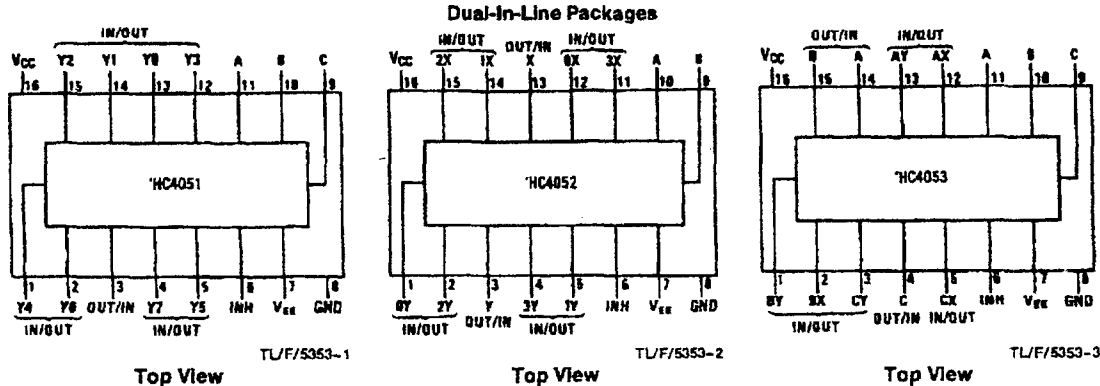 Dual-In-Line Packages
IN/OUT
VCC Y2 Y1 Y0 Y3 A B C
16 15 14 13 12 11 10 9
'HC4051
1 2 3 4 5 6 7 8
Y4 Y6 OUT/IN Y7 Y5 INH VEE GND
IN/OUT IN/OUT
TL/F/5353-1
Top View
IN/OUT OUT/IN IN/OUT
VCC 2X 1X X 0X 3X A B
16 15 14 13 12 11 10 9
'HC4052
1 2 3 4 5 6 7 8
0Y 2Y Y 3Y 1Y INH VEE GND
IN/OUT OUT/IN IN/OUT
TL/F/5353-2
Top View
OUT/IN IN/OUT
VCC B A AY AX A B C
16 15 14 13 12 11 10 9
'HC4053
1 2 3 4 5 6 7 8
BY BX CY C CX INH VEE GND
IN/OUT OUT/IN IN/OUT
TL/F/5353-3
Top View